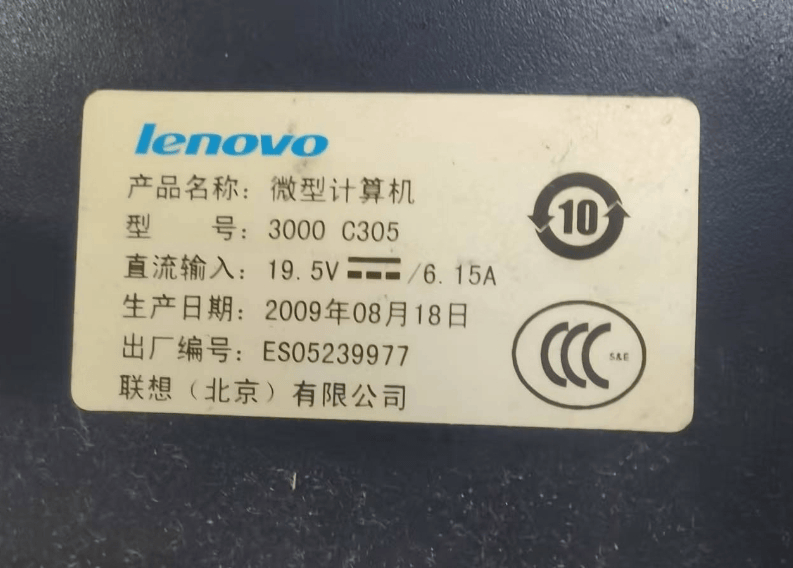 lenovo
产品名称：微型计算机
型 号：3000 C305
直流输入：19.5V /6.15A
生产日期：2009年08月18日
出厂编号：ES05239977
联想（北京）有限公司
10
CCC S&E